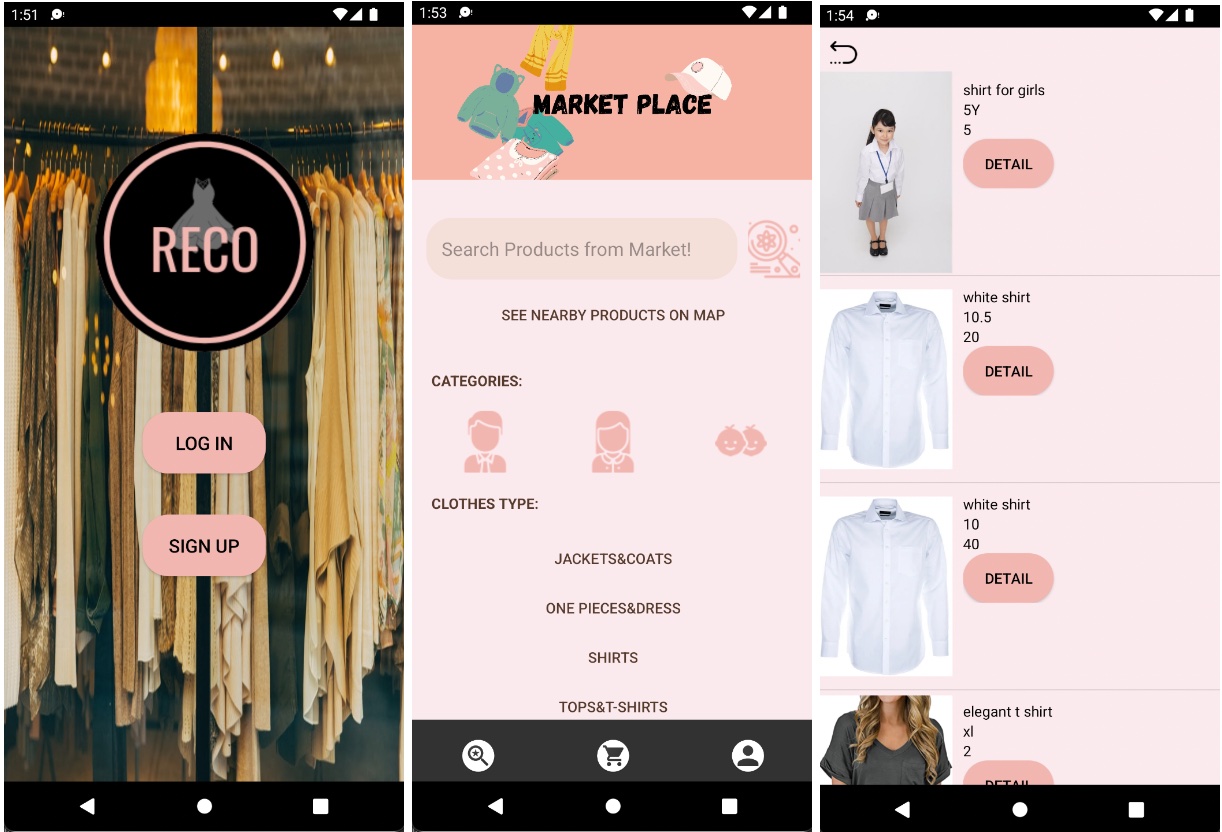 1:51
RECO
LOG IN
SIGN UP
1:53
MARKET PLACE
Search Products from Market!
SEE NEARBY PRODUCTS ON MAP
CATEGORIES:
CLOTHES TYPE:
JACKETS&COATS
ONE PIECES&DRESS
SHIRTS
TOPS&T-SHIRTS
1:54
shirt for girls
5Y
5
DETAIL
white shirt
10.5
20
DETAIL
white shirt
10
40
DETAIL
elegant t shirt
xl
2
DETAIL